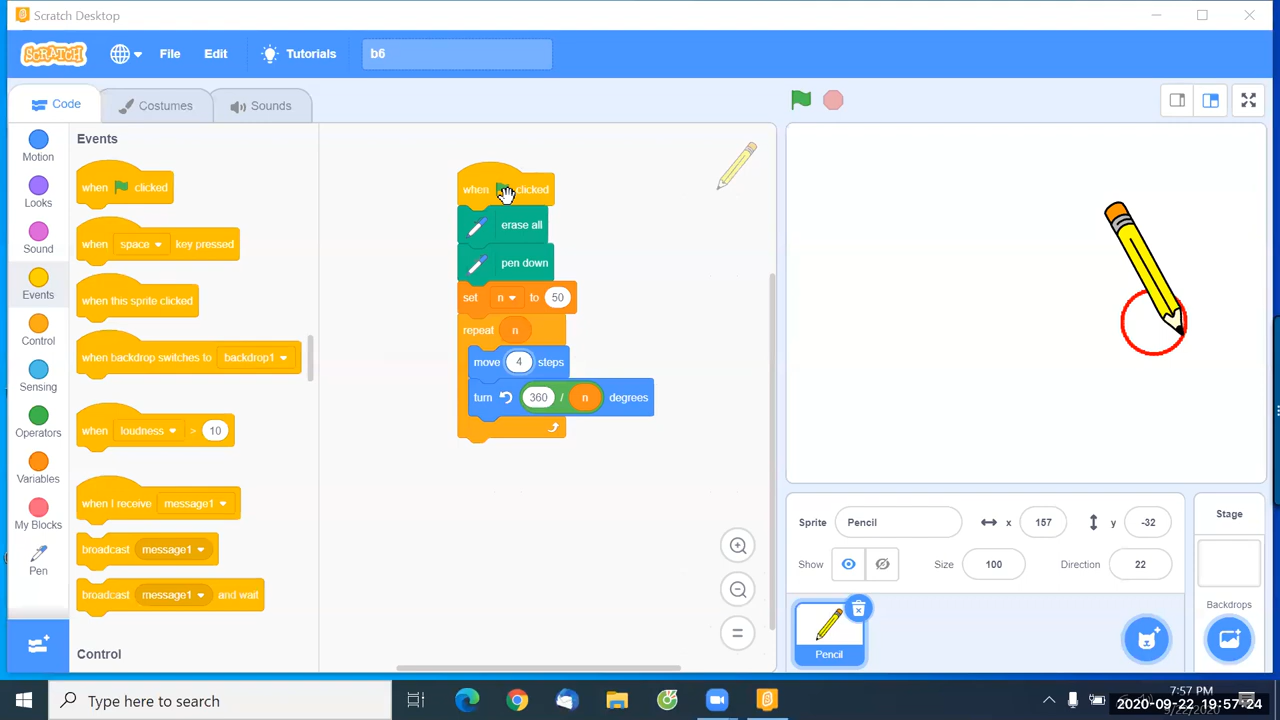 Scratch Desktop
SCRATCH File Edit Tutorials b6
Code Costumes Sounds
Motion
Looks
Sound
Events
Control
Sensing
Operators
Variables
My Blocks
Pen
Events
when clicked
when space key pressed
when this sprite clicked
when backdrop switches to backdrop1
when loudness > 10
when I receive message1
broadcast message1
broadcast message1 and wait
Control
when clicked
erase all
pen down
set n to 50
repeat n
move 4 steps
turn 360 / n degrees
Sprite Pencil x 157 y -32
Show Size 100 Direction 22
Pencil
Stage
Backdrops
Type here to search
7:57 PM
2020-09-22 19:57:24